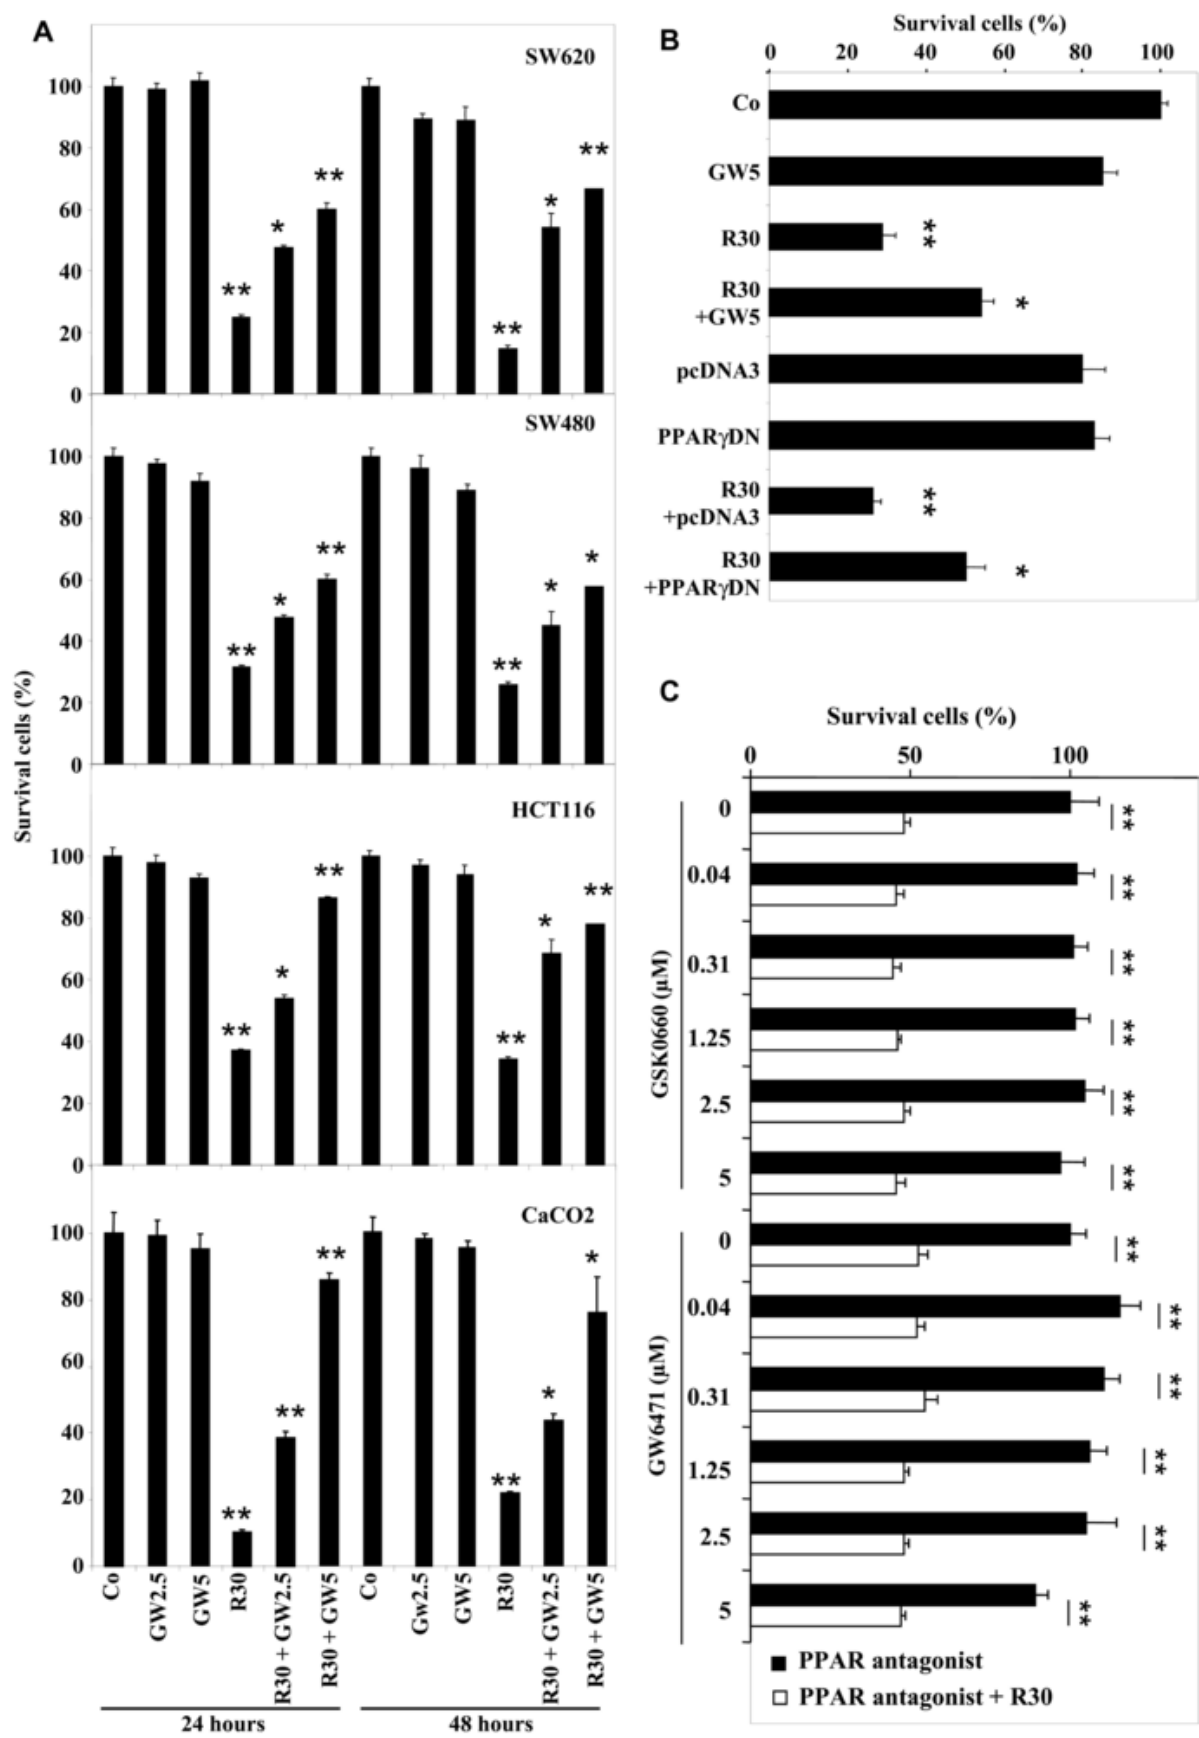 A
Survival cells (%)
SW620
100
80
60
40
20
0
**
*
**
**
*
**
SW480
100
80
60
40
20
0
**
*
**
**
*
*
HCT116
100
80
60
40
20
0
**
*
**
**
*
**
CaCO2
100
80
60
40
20
0
**
**
**
**
*
*
Co
GW2.5
GW5
R30
R30 + GW2.5
R30 + GW5
Co
Gw2.5
GW5
R30
R30 + GW2.5
R30 + GW5
24 hours
48 hours
B
Survival cells (%)
0 20 40 60 80 100
Co
GW5
R30
**
R30
+GW5
*
pcDNA3
PPARγDN
R30
+pcDNA3
**
R30
+PPARγDN
*
C
Survival cells (%)
0 50 100
GSK0660 (µM)
0
**
0.04
**
0.31
**
1.25
**
2.5
**
5
**
GW6471 (µM)
0
**
0.04
**
0.31
**
1.25
**
2.5
**
5
**
PPAR antagonist
PPAR antagonist + R30